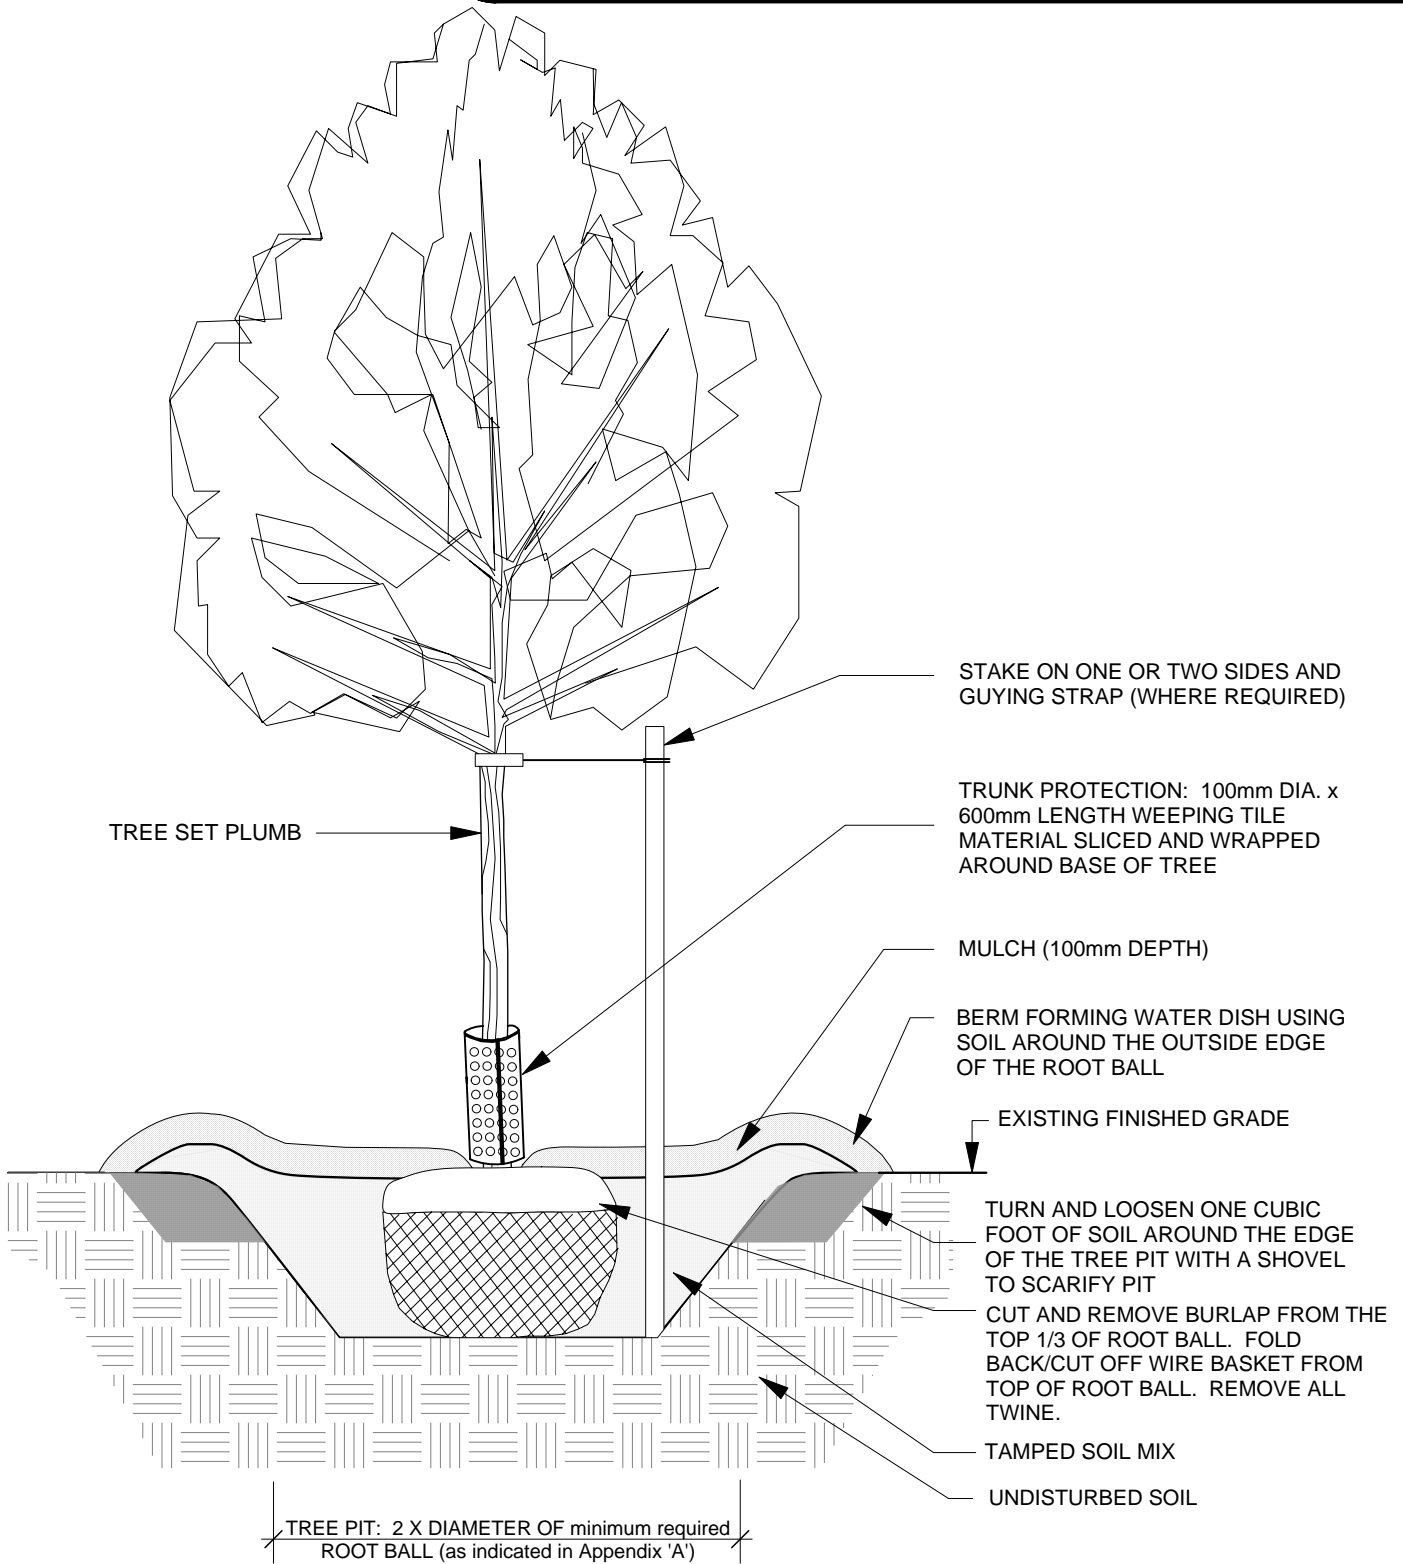 STAKE ON ONE OR TWO SIDES AND
GUYING STRAP (WHERE REQUIRED)
TRUNK PROTECTION: 100mm DIA. x
600mm LENGTH WEEPING TILE
MATERIAL SLICED AND WRAPPED
AROUND BASE OF TREE
TREE SET PLUMB
MULCH (100mm DEPTH)
BERM FORMING WATER DISH USING
SOIL AROUND THE OUTSIDE EDGE
OF THE ROOT BALL
EXISTING FINISHED GRADE
TURN AND LOOSEN ONE CUBIC
FOOT OF SOIL AROUND THE EDGE
OF THE TREE PIT WITH A SHOVEL
TO SCARIFY PIT
CUT AND REMOVE BURLAP FROM THE
TOP 1/3 OF ROOT BALL. FOLD
BACK/CUT OFF WIRE BASKET FROM
TOP OF ROOT BALL. REMOVE ALL
TWINE.
TAMPED SOIL MIX
UNDISTURBED SOIL
TREE PIT: 2 X DIAMETER OF minimum required
ROOT BALL (as indicated in Appendix 'A')